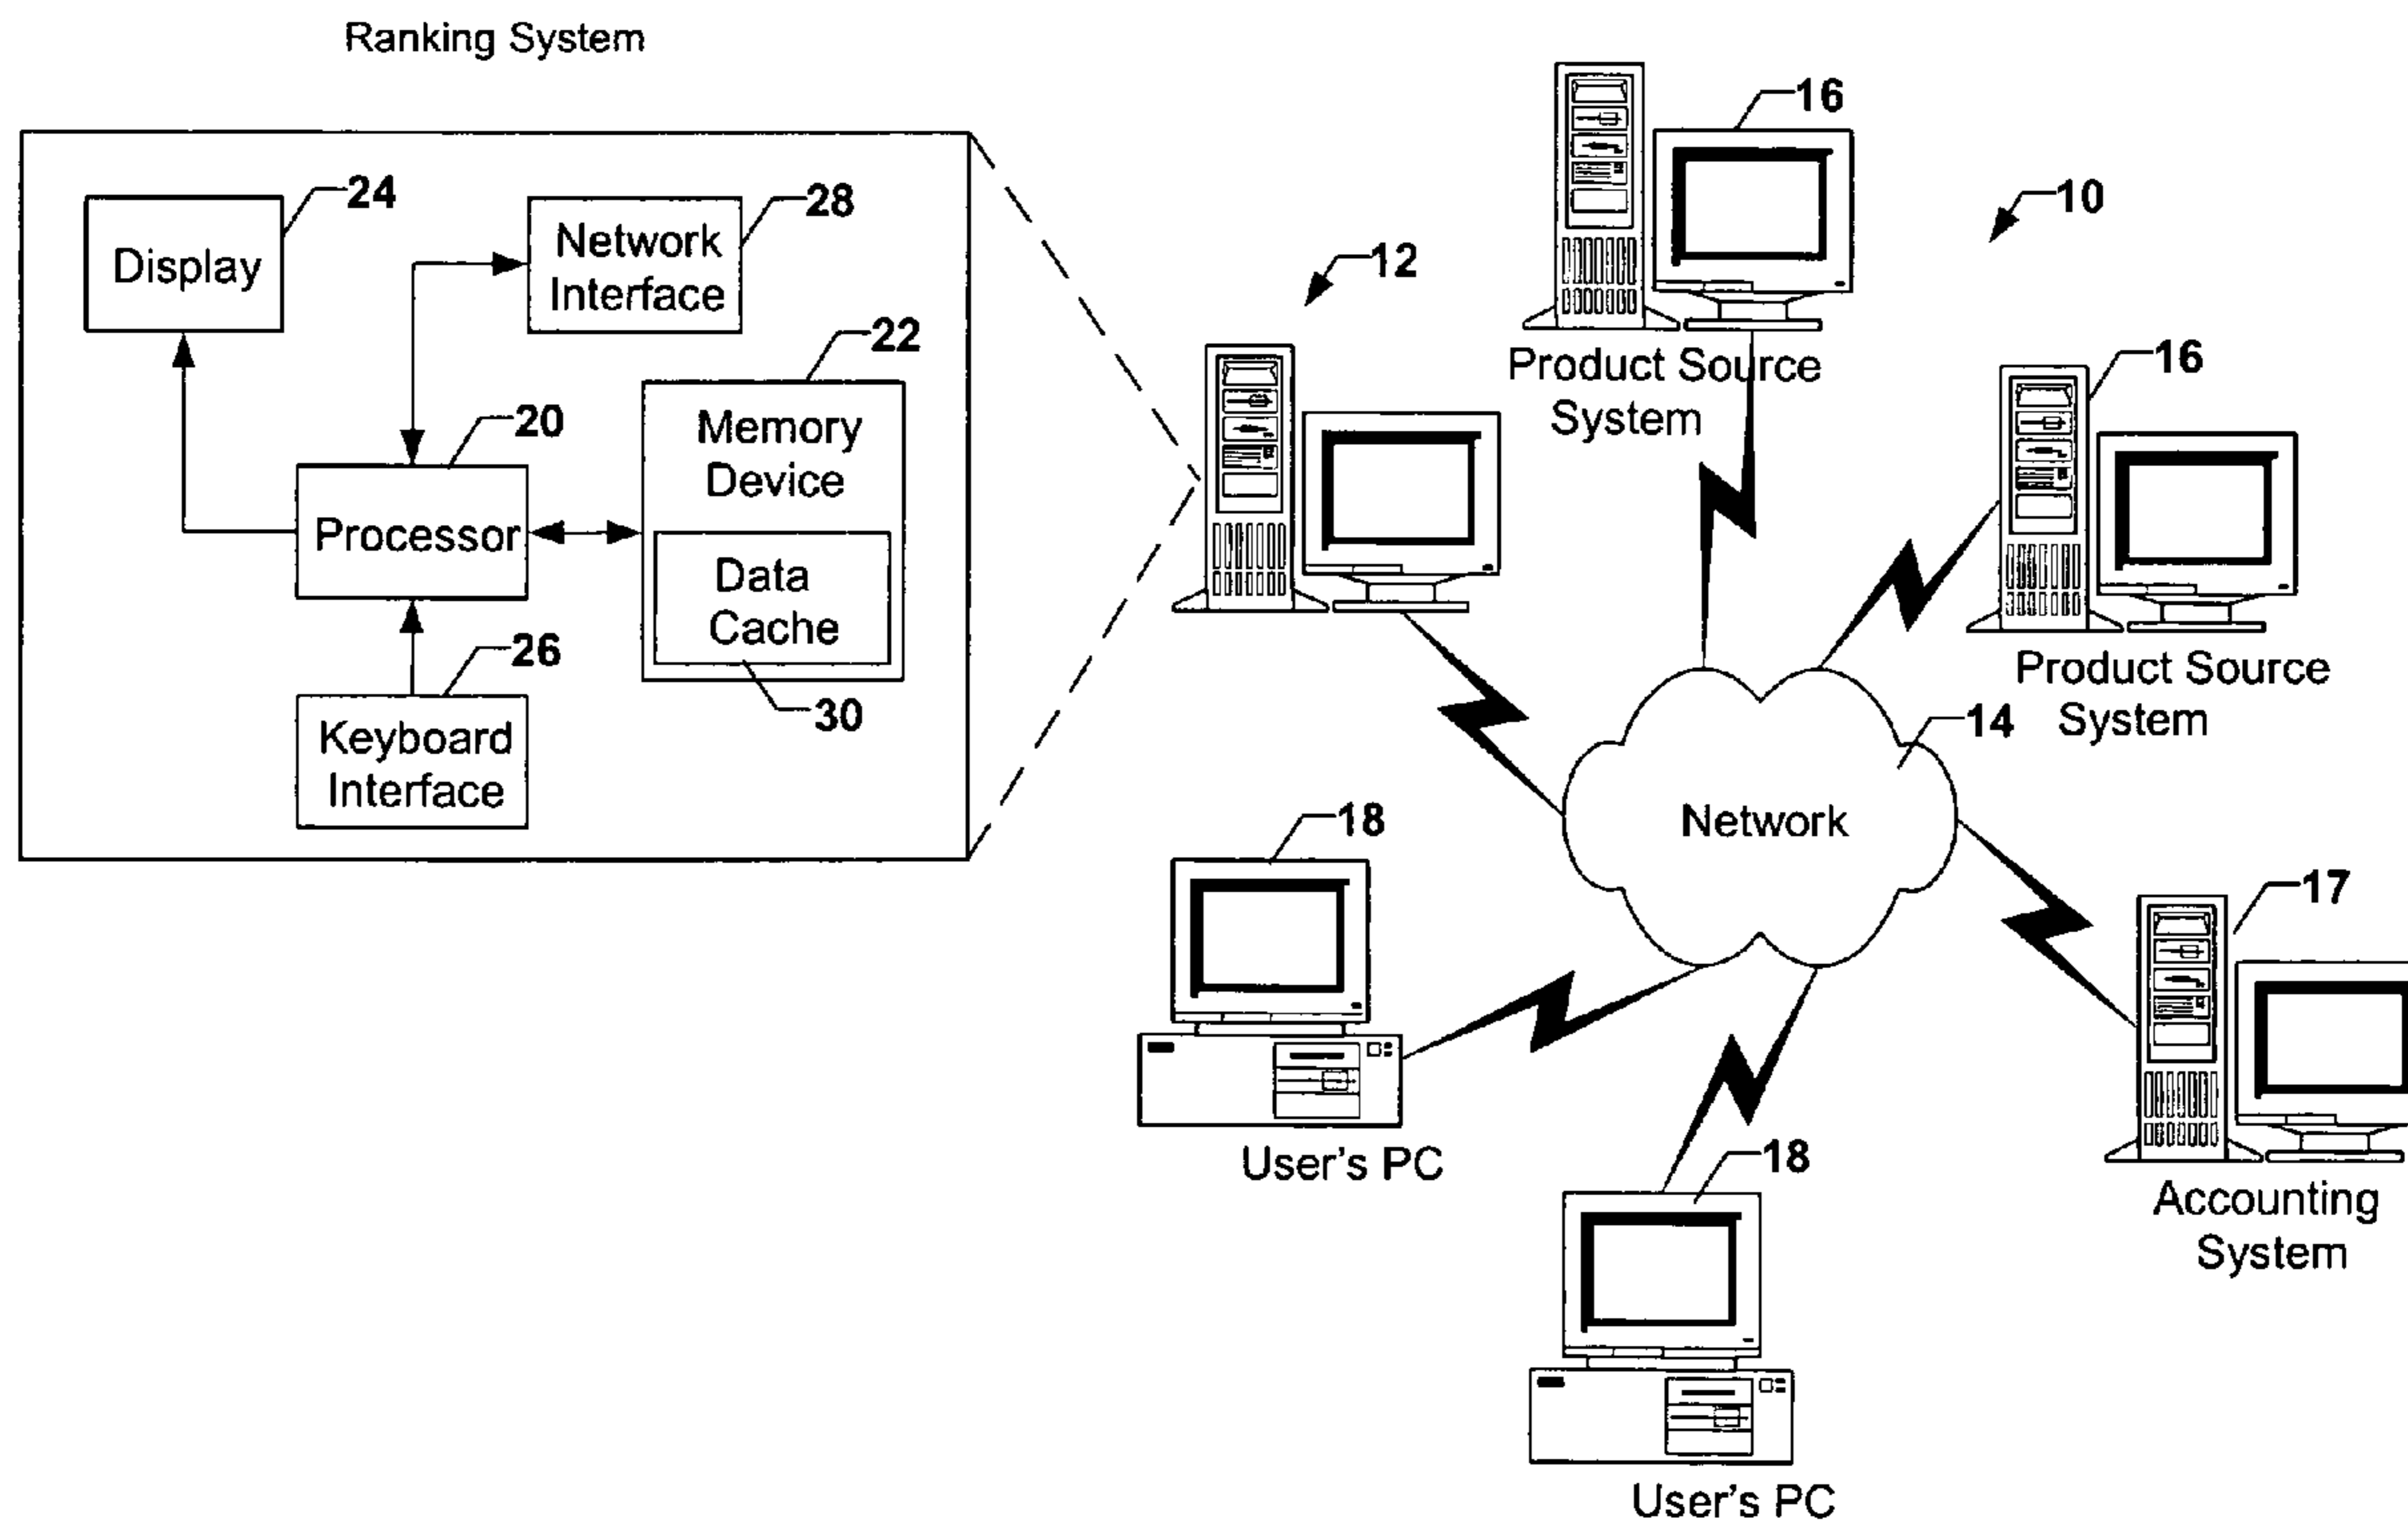 Ranking System
24
Display
28
Network
Interface
22
Memory
Device
20
Processor
Data
Cache
30
26
Keyboard
Interface
12
16
Product Source
System
10
16
Product Source
System
14
Network
18
User's PC
18
User's PC
17
Accounting
System